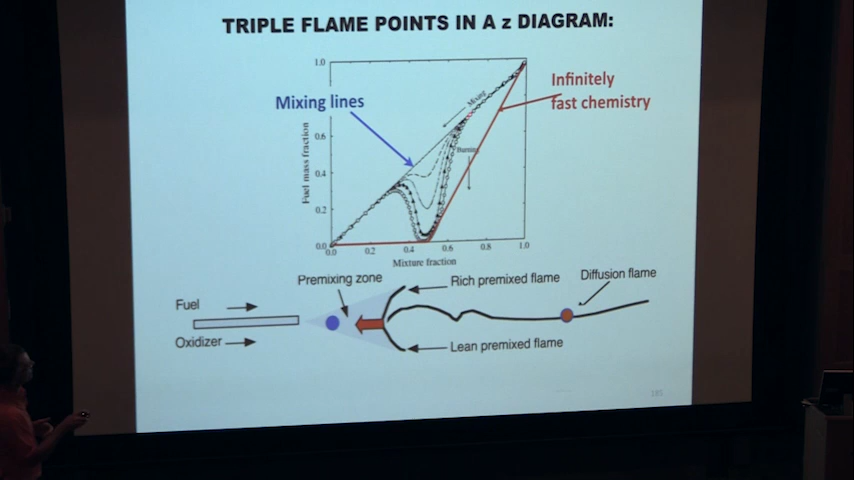 TRIPLE FLAME POINTS IN A z DIAGRAM:
1.0
Infinitely
fast chemistry
Mixing lines
Mixing
Fuel mass fraction
0.6
Burning
0.4
0.2
0.0
0.0 0.2 0.4 0.6 0.8 1.0
Mixture fraction
Premixing zone
Rich premixed flame
Diffusion flame
Fuel
Oxidizer
Lean premixed flame